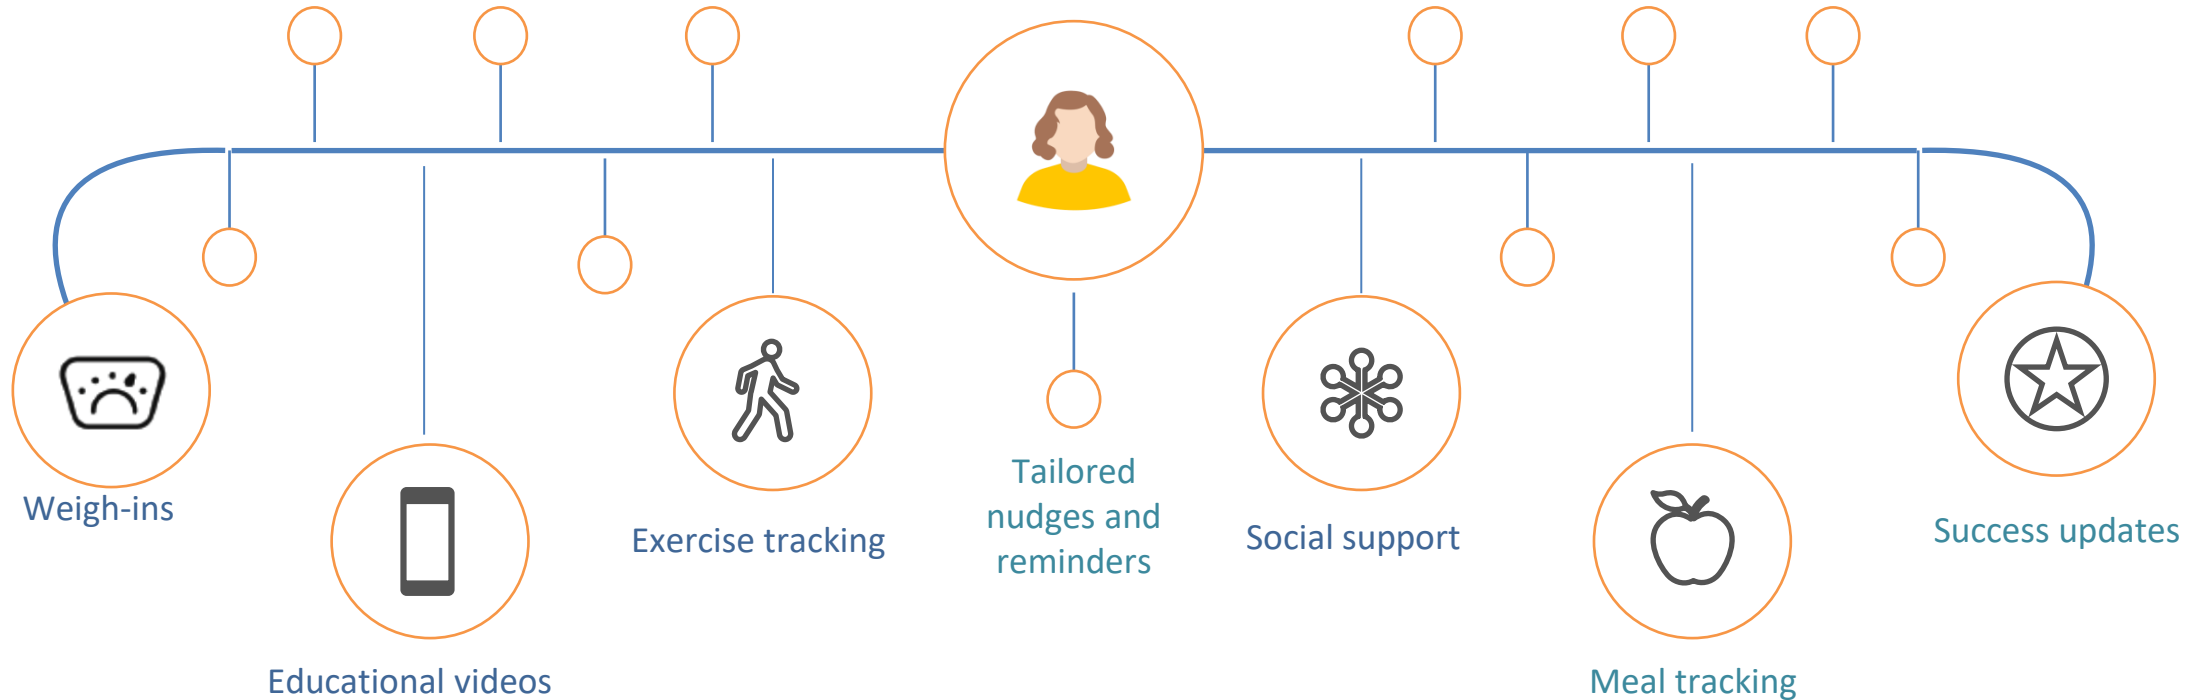 Weigh-ins
Educational videos
Exercise tracking
Tailored
nudges and
reminders
Social support
Meal tracking
Success updates